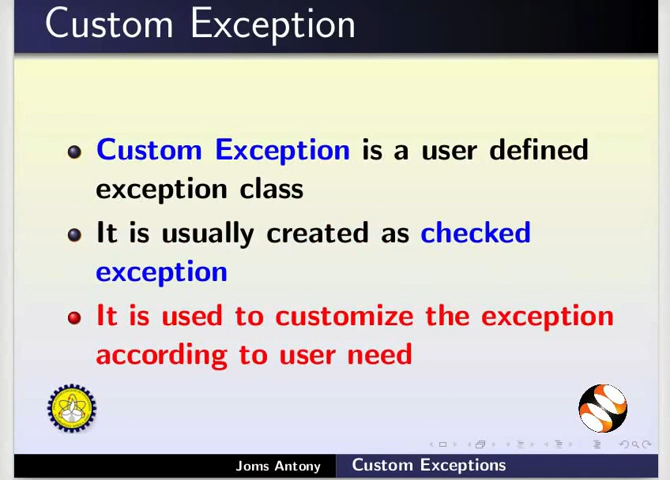 Custom Exception
Custom Exception is a user defined
exception class
It is usually created as checked
exception
It is used to customize the exception
according to user need
Joms Antony
Custom Exceptions